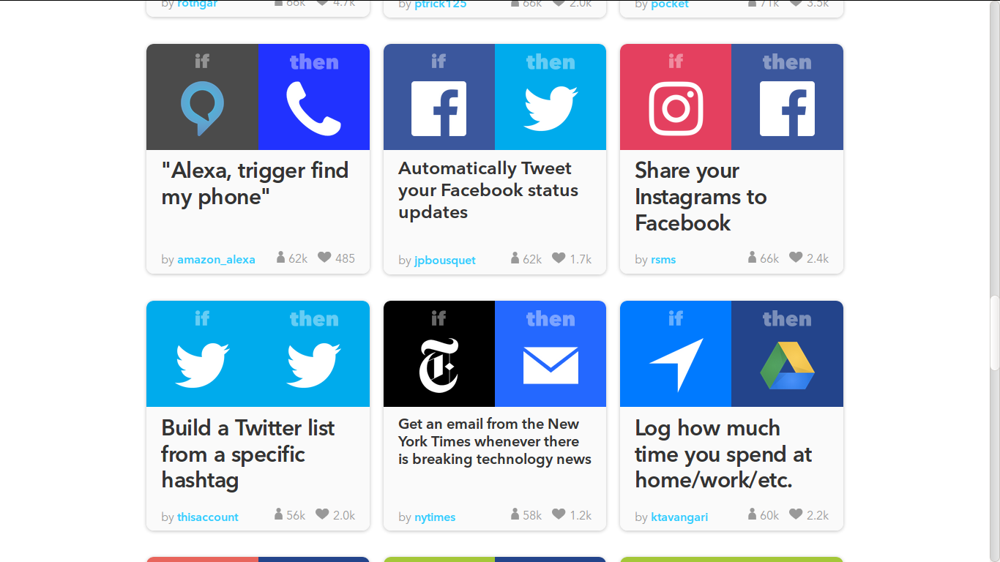 by rothgar 66k 4.7k
by ptrick125 66k 2.0k
by pocket 71k 3.5k
if then
"Alexa, trigger find
my phone"
by amazon_alexa 62k 485
if then
Automatically Tweet
your Facebook status
updates
by jpbousquet 62k 1.7k
if then
Share your
Instagrams to
Facebook
by rsms 66k 2.4k
if then
Build a Twitter list
from a specific
hashtag
by thisaccount 56k 2.0k
if then
Get an email from the New
York Times whenever there
is breaking technology news
by nytimes 58k 1.2k
if then
Log how much
time you spend at
home/work/etc.
by ktavangari 60k 2.2k